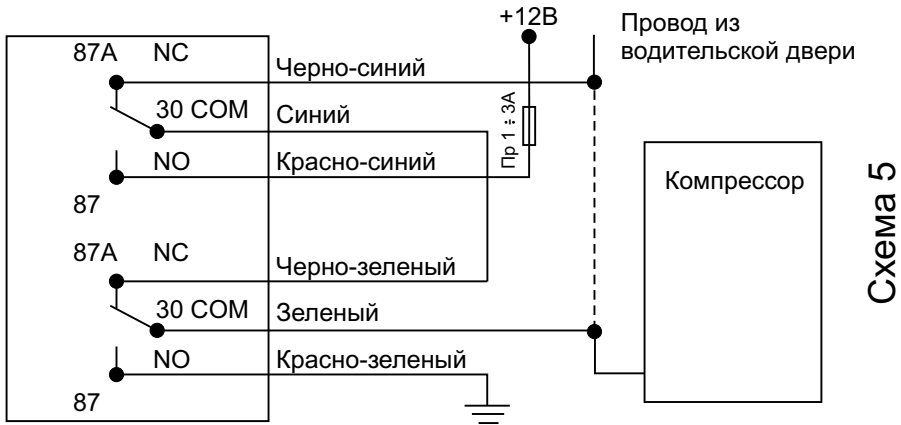 +12В
Провод из
водительской двери
87A NC
Черно-синий
30 COM
Синий
Пр 1 ÷ 3А
NO
Красно-синий
87
Компрессор
Схема 5
87A NC
Черно-зеленый
30 COM
Зеленый
NO
Красно-зеленый
87